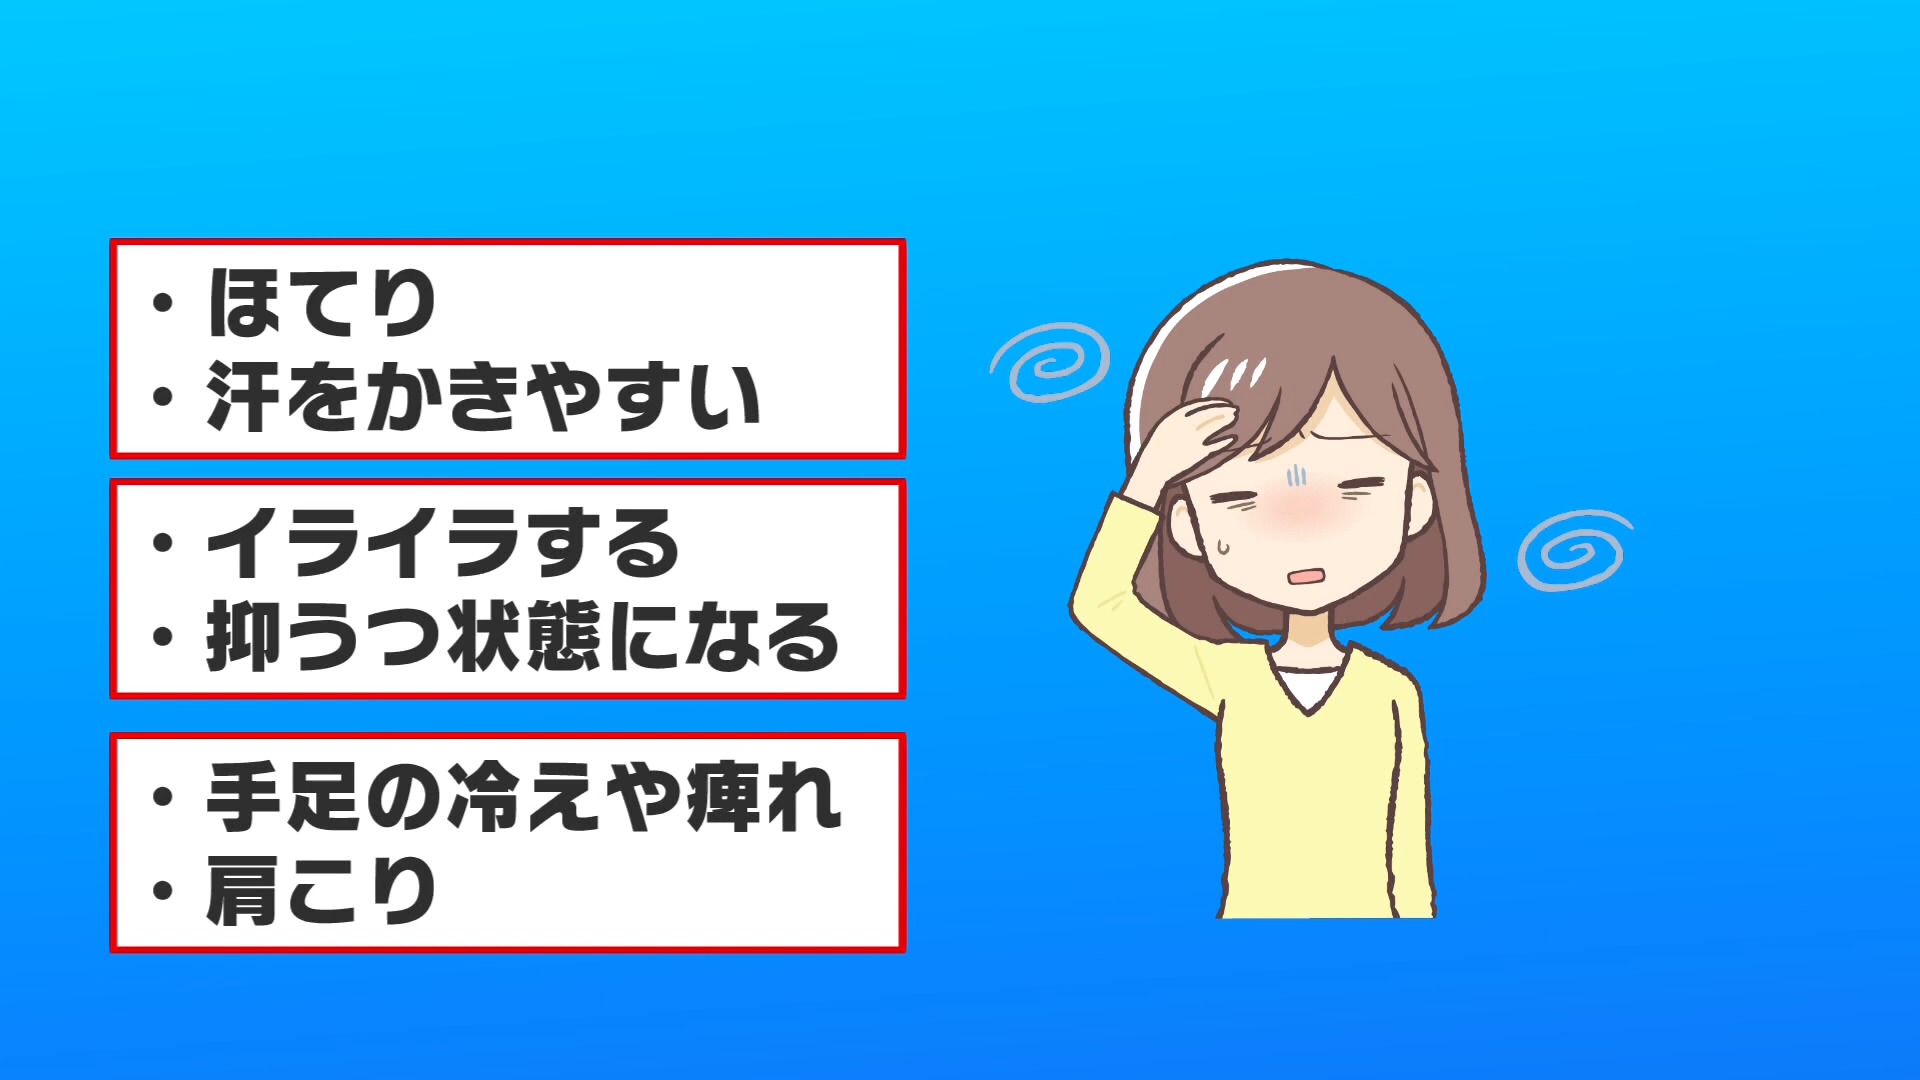 ・ほてり
・汗をかきやすい
・イライラする
・抑うつ状態になる
・手足の冷えや痺れ
・肩こり